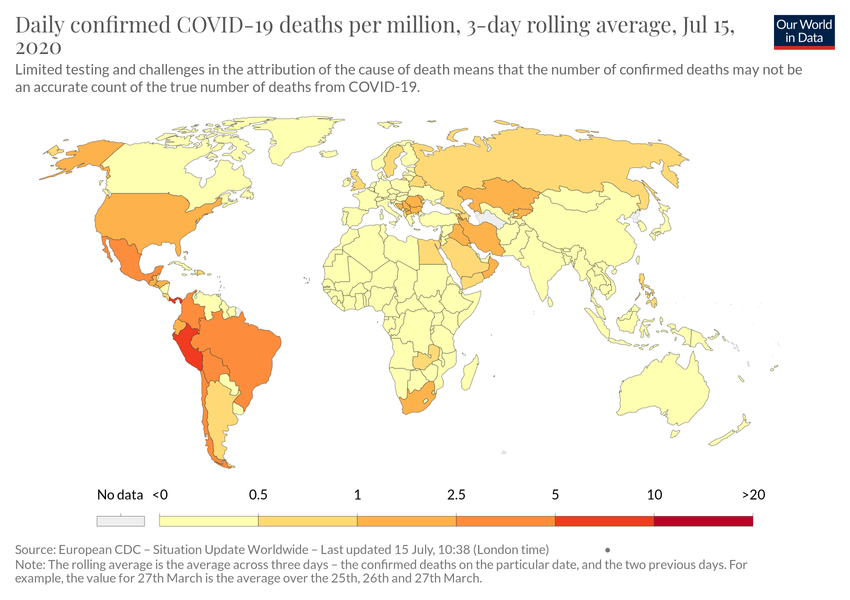 Daily confirmed COVID-19 deaths per million, 3-day rolling average, Jul 15,
2020
Our World
in Data
Limited testing and challenges in the attribution of the cause of death means that the number of confirmed deaths may not be
an accurate count of the true number of deaths from COVID-19.
No data <0 0.5 1 2.5 5 10 >20
Source: European CDC – Situation Update Worldwide – Last updated 15 July, 10:38 (London time)
Note: The rolling average is the average across three days – the confirmed deaths on the particular date, and the two previous days. For
example, the value for 27th March is the average over the 25th, 26th and 27th March.